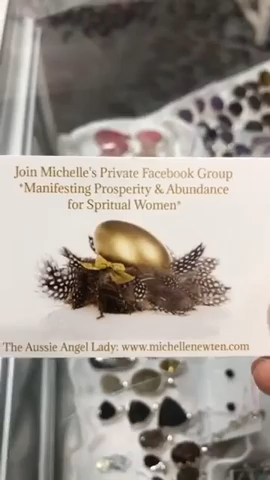 Join Michelle's Private Facebook Group
*Manifesting Prosperity & Abundance
for Spritual Women*
The Aussie Angel Lady: www.michellenewten.com